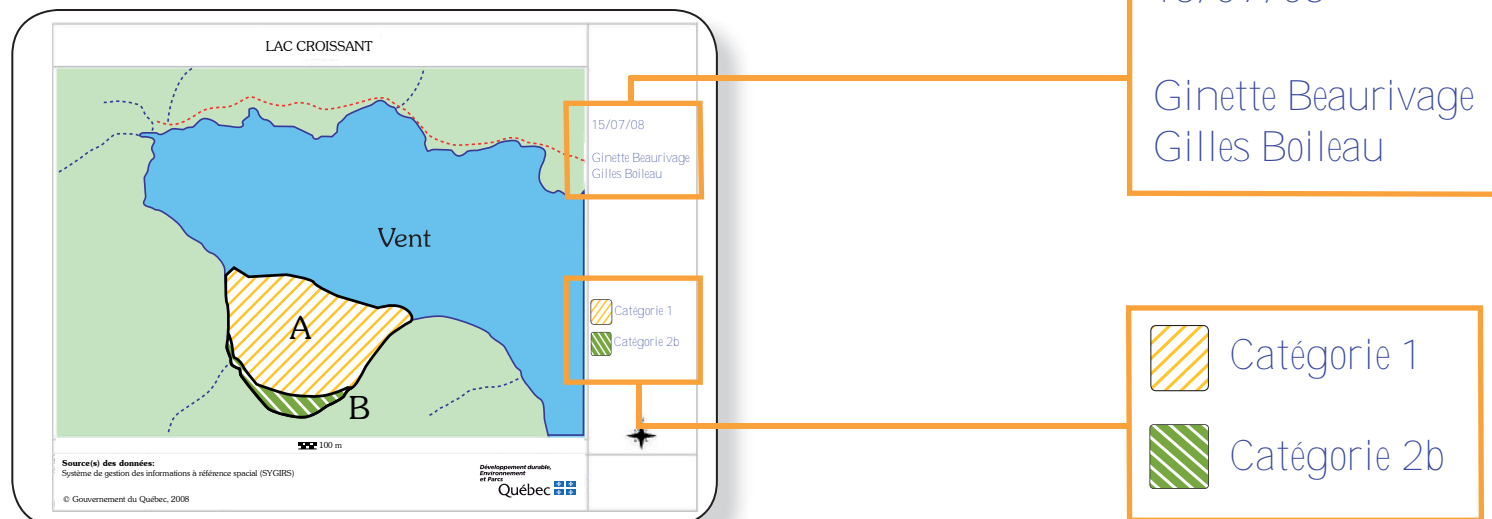 LAC CROISSANT
15/07/08
Ginette Beaurivage
Gilles Boileau
Vent
A
B
Catégorie 1
Catégorie 2b
100 m
Source(s) des données:
Système de gestion des informations à référence spacial (SYGIRS)
© Gouvernement du Québec, 2008
Développement durable,
Environnement
et Parcs
Québec
Ginette Beaurivage
Gilles Boileau
Catégorie 1
Catégorie 2b